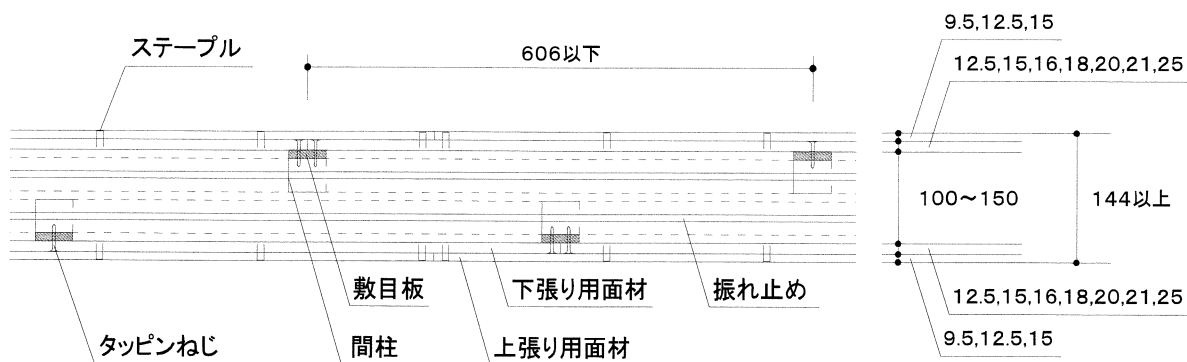 ステープル
606以下
9.5,12.5,15
12.5,15,16,18,20,21,25
100～150
144以上
敷目板
下張り用面材
振れ止め
12.5,15,16,18,20,21,25
タッピンねじ
間柱
上張り用面材
9.5,12.5,15